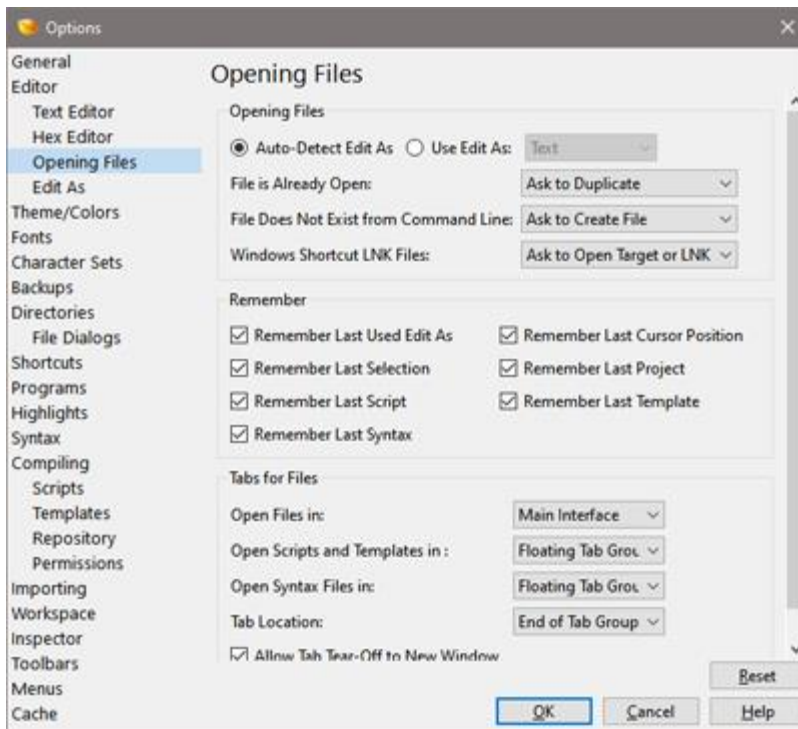 Options
General
Editor
Text Editor
Hex Editor
Opening Files
Edit As
Theme/Colors
Fonts
Character Sets
Backups
Directories
File Dialogs
Shortcuts
Programs
Highlights
Syntax
Compiling
Scripts
Templates
Repository
Permissions
Importing
Workspace
Inspector
Toolbars
Menus
Cache
Opening Files
Opening Files
Auto-Detect Edit As Use Edit As: Text
File is Already Open: Ask to Duplicate
File Does Not Exist from Command Line: Ask to Create File
Windows Shortcut LNK Files: Ask to Open Target or LNK
Remember
Remember Last Used Edit As Remember Last Cursor Position
Remember Last Selection Remember Last Project
Remember Last Script Remember Last Template
Remember Last Syntax
Tabs for Files
Open Files in: Main Interface
Open Scripts and Templates in : Floating Tab Grou
Open Syntax Files in: Floating Tab Grou
Tab Location: End of Tab Group
Allow Tab Tear-Off to New Window
Reset
OK Cancel Help